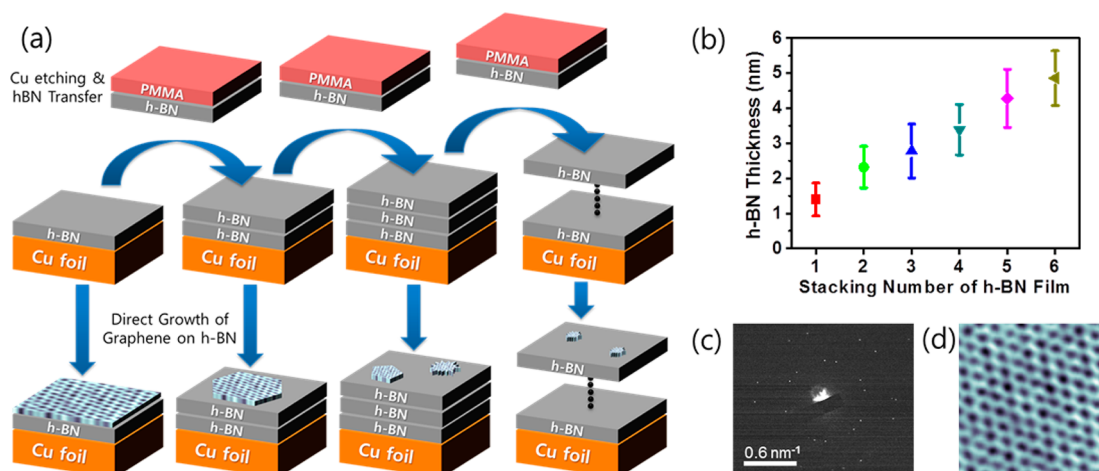 (a)
Cu etching &
hBN Transfer
PMMA
h-BN
PMMA
h-BN
PMMA
h-BN
h-BN
Cu foil
h-BN
h-BN
Cu foil
h-BN
h-BN
h-BN
Cu foil
h-BN
h-BN
Cu foil
Direct Growth of
Graphene on h-BN
h-BN
Cu foil
h-BN
h-BN
Cu foil
h-BN
h-BN
h-BN
Cu foil
h-BN
h-BN
Cu foil
(b)
h-BN Thickness (nm)
6
5
4
3
2
1
0
1 2 3 4 5 6
Stacking Number of h-BN Film
(c)
0.6 nm⁻¹
(d)